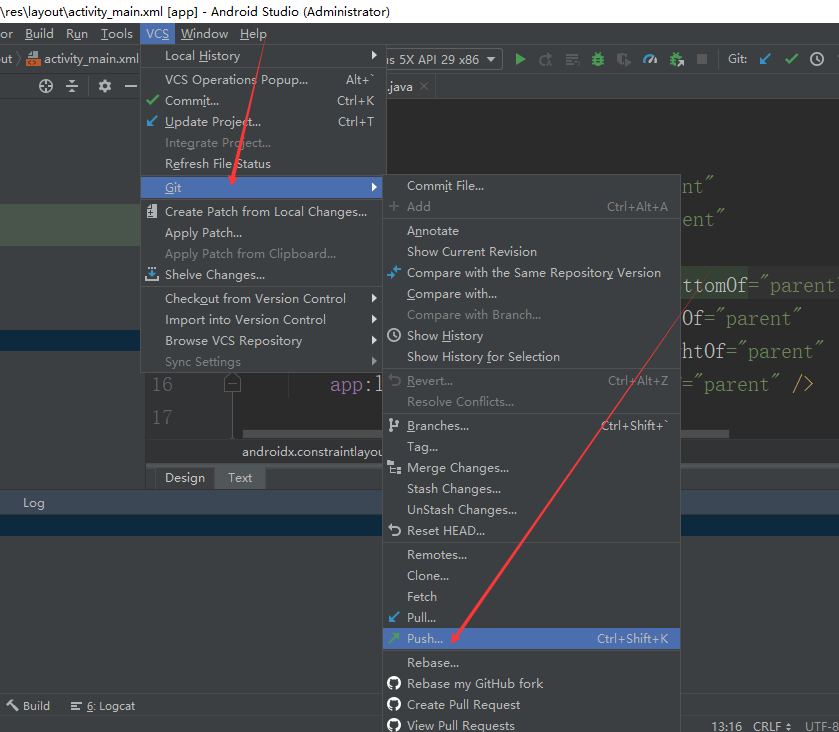 \res\layout\activity_main.xml [app] - Android Studio (Administrator)
or Build Run Tools VCS Window Help
out activity_main.xml us 5X API 29 x86 Git:
.java
Local History
VCS Operations Popup... Alt+`
Commit... Ctrl+K
Update Project... Ctrl+T
Integrate Project...
Refresh File Status
Git
Create Patch from Local Changes...
Apply Patch...
Apply Patch from Clipboard...
Shelve Changes...
Checkout from Version Control
Import into Version Control
Browse VCS Repository
Sync Settings
Commit File...
Add Ctrl+Alt+A
Annotate
Show Current Revision
Compare with the Same Repository Version
Compare with...
Compare with Branch...
Show History
Show History for Selection
Revert... Ctrl+Alt+Z
Resolve Conflicts...
Branches... Ctrl+Shift+`
Tag...
Merge Changes...
Stash Changes...
UnStash Changes...
Reset HEAD...
Remotes...
Clone...
Fetch
Pull...
Push... Ctrl+Shift+K
Rebase...
Rebase my GitHub fork
Create Pull Request
View Pull Requests
ent"
ent"
ttomOf="parent
Of="parent"
htOf="parent"
16 app:l ="parent" />
17
androidx.constraintlayou
Design Text
Log
Build 6: Logcat
13:16 CRLF UTF-8